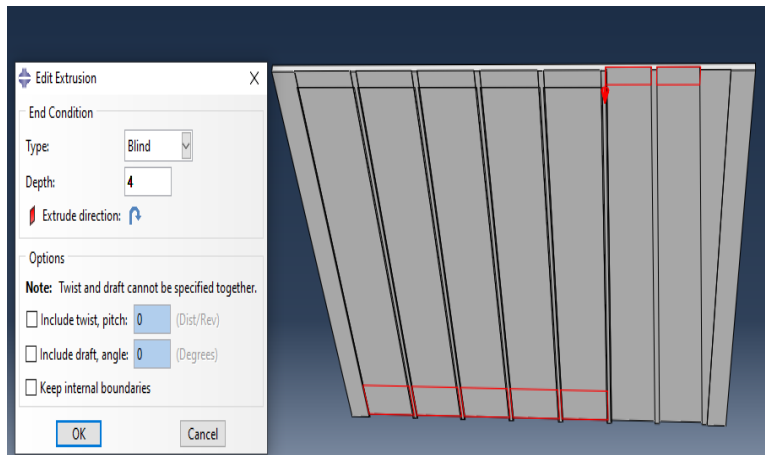 Edit Extrusion
End Condition
Type: Blind
Depth: 4
Extrude direction:
Options
Note: Twist and draft cannot be specified together.
Include twist, pitch: 0 (Dist/Rev)
Include draft, angle: 0 (Degrees)
Keep internal boundaries
OK Cancel